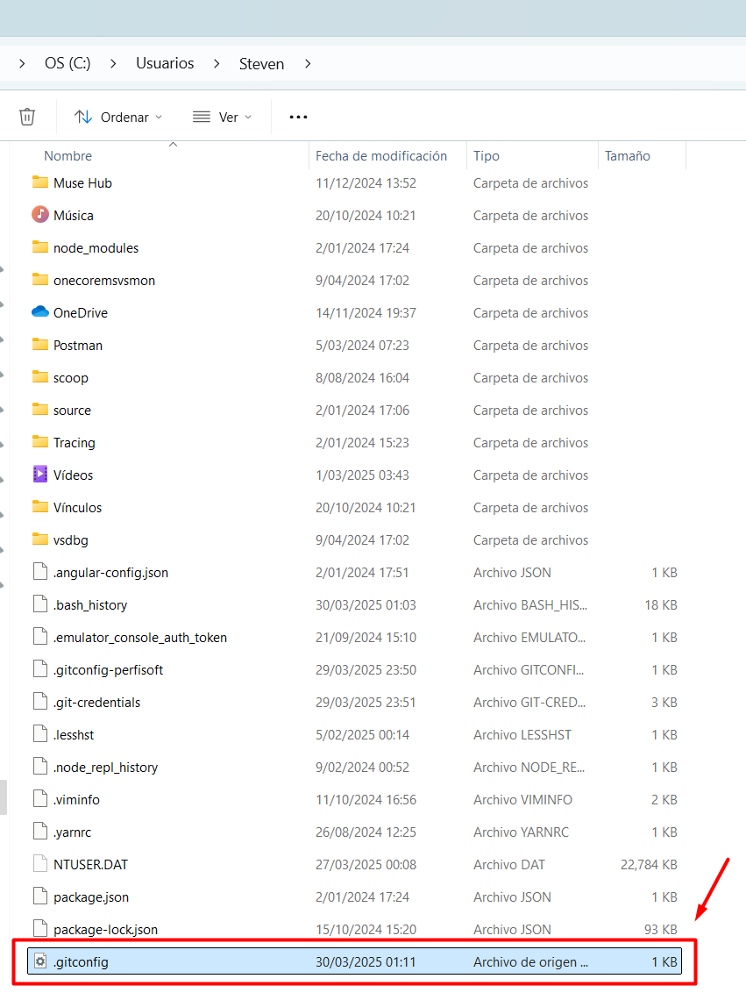 OS (C:) Usuarios Steven
Ordenar Ver
Nombre Fecha de modificación Tipo Tamaño
Muse Hub 11/12/2024 13:52 Carpeta de archivos
Música 20/10/2024 10:21 Carpeta de archivos
node_modules 2/01/2024 17:24 Carpeta de archivos
onecoremsvsmon 9/04/2024 17:02 Carpeta de archivos
OneDrive 14/11/2024 19:37 Carpeta de archivos
Postman 5/03/2024 07:23 Carpeta de archivos
scoop 8/08/2024 16:04 Carpeta de archivos
source 2/01/2024 17:06 Carpeta de archivos
Tracing 2/01/2024 15:23 Carpeta de archivos
Vídeos 1/03/2025 03:43 Carpeta de archivos
Vínculos 20/10/2024 10:21 Carpeta de archivos
vsdbg 9/04/2024 17:02 Carpeta de archivos
.angular-config.json 2/01/2024 17:51 Archivo JSON 1 KB
.bash_history 30/03/2025 01:03 Archivo BASH_HIS... 18 KB
.emulator_console_auth_token 21/09/2024 15:10 Archivo EMULATO... 1 KB
.gitconfig-perfisoft 29/03/2025 23:50 Archivo GITCONFI... 1 KB
.git-credentials 29/03/2025 23:51 Archivo GIT-CRED... 3 KB
.lesshst 5/02/2025 00:14 Archivo LESSHST 1 KB
.node_repl_history 9/02/2024 00:52 Archivo NODE_RE... 1 KB
.viminfo 11/10/2024 16:56 Archivo VIMINFO 2 KB
.yarnrc 26/08/2024 12:25 Archivo YARNRC 1 KB
NTUSER.DAT 27/03/2025 00:08 Archivo DAT 22,784 KB
package.json 2/01/2024 17:24 Archivo JSON 1 KB
package-lock.json 15/10/2024 15:20 Archivo JSON 93 KB
.gitconfig 30/03/2025 01:11 Archivo de origen ... 1 KB